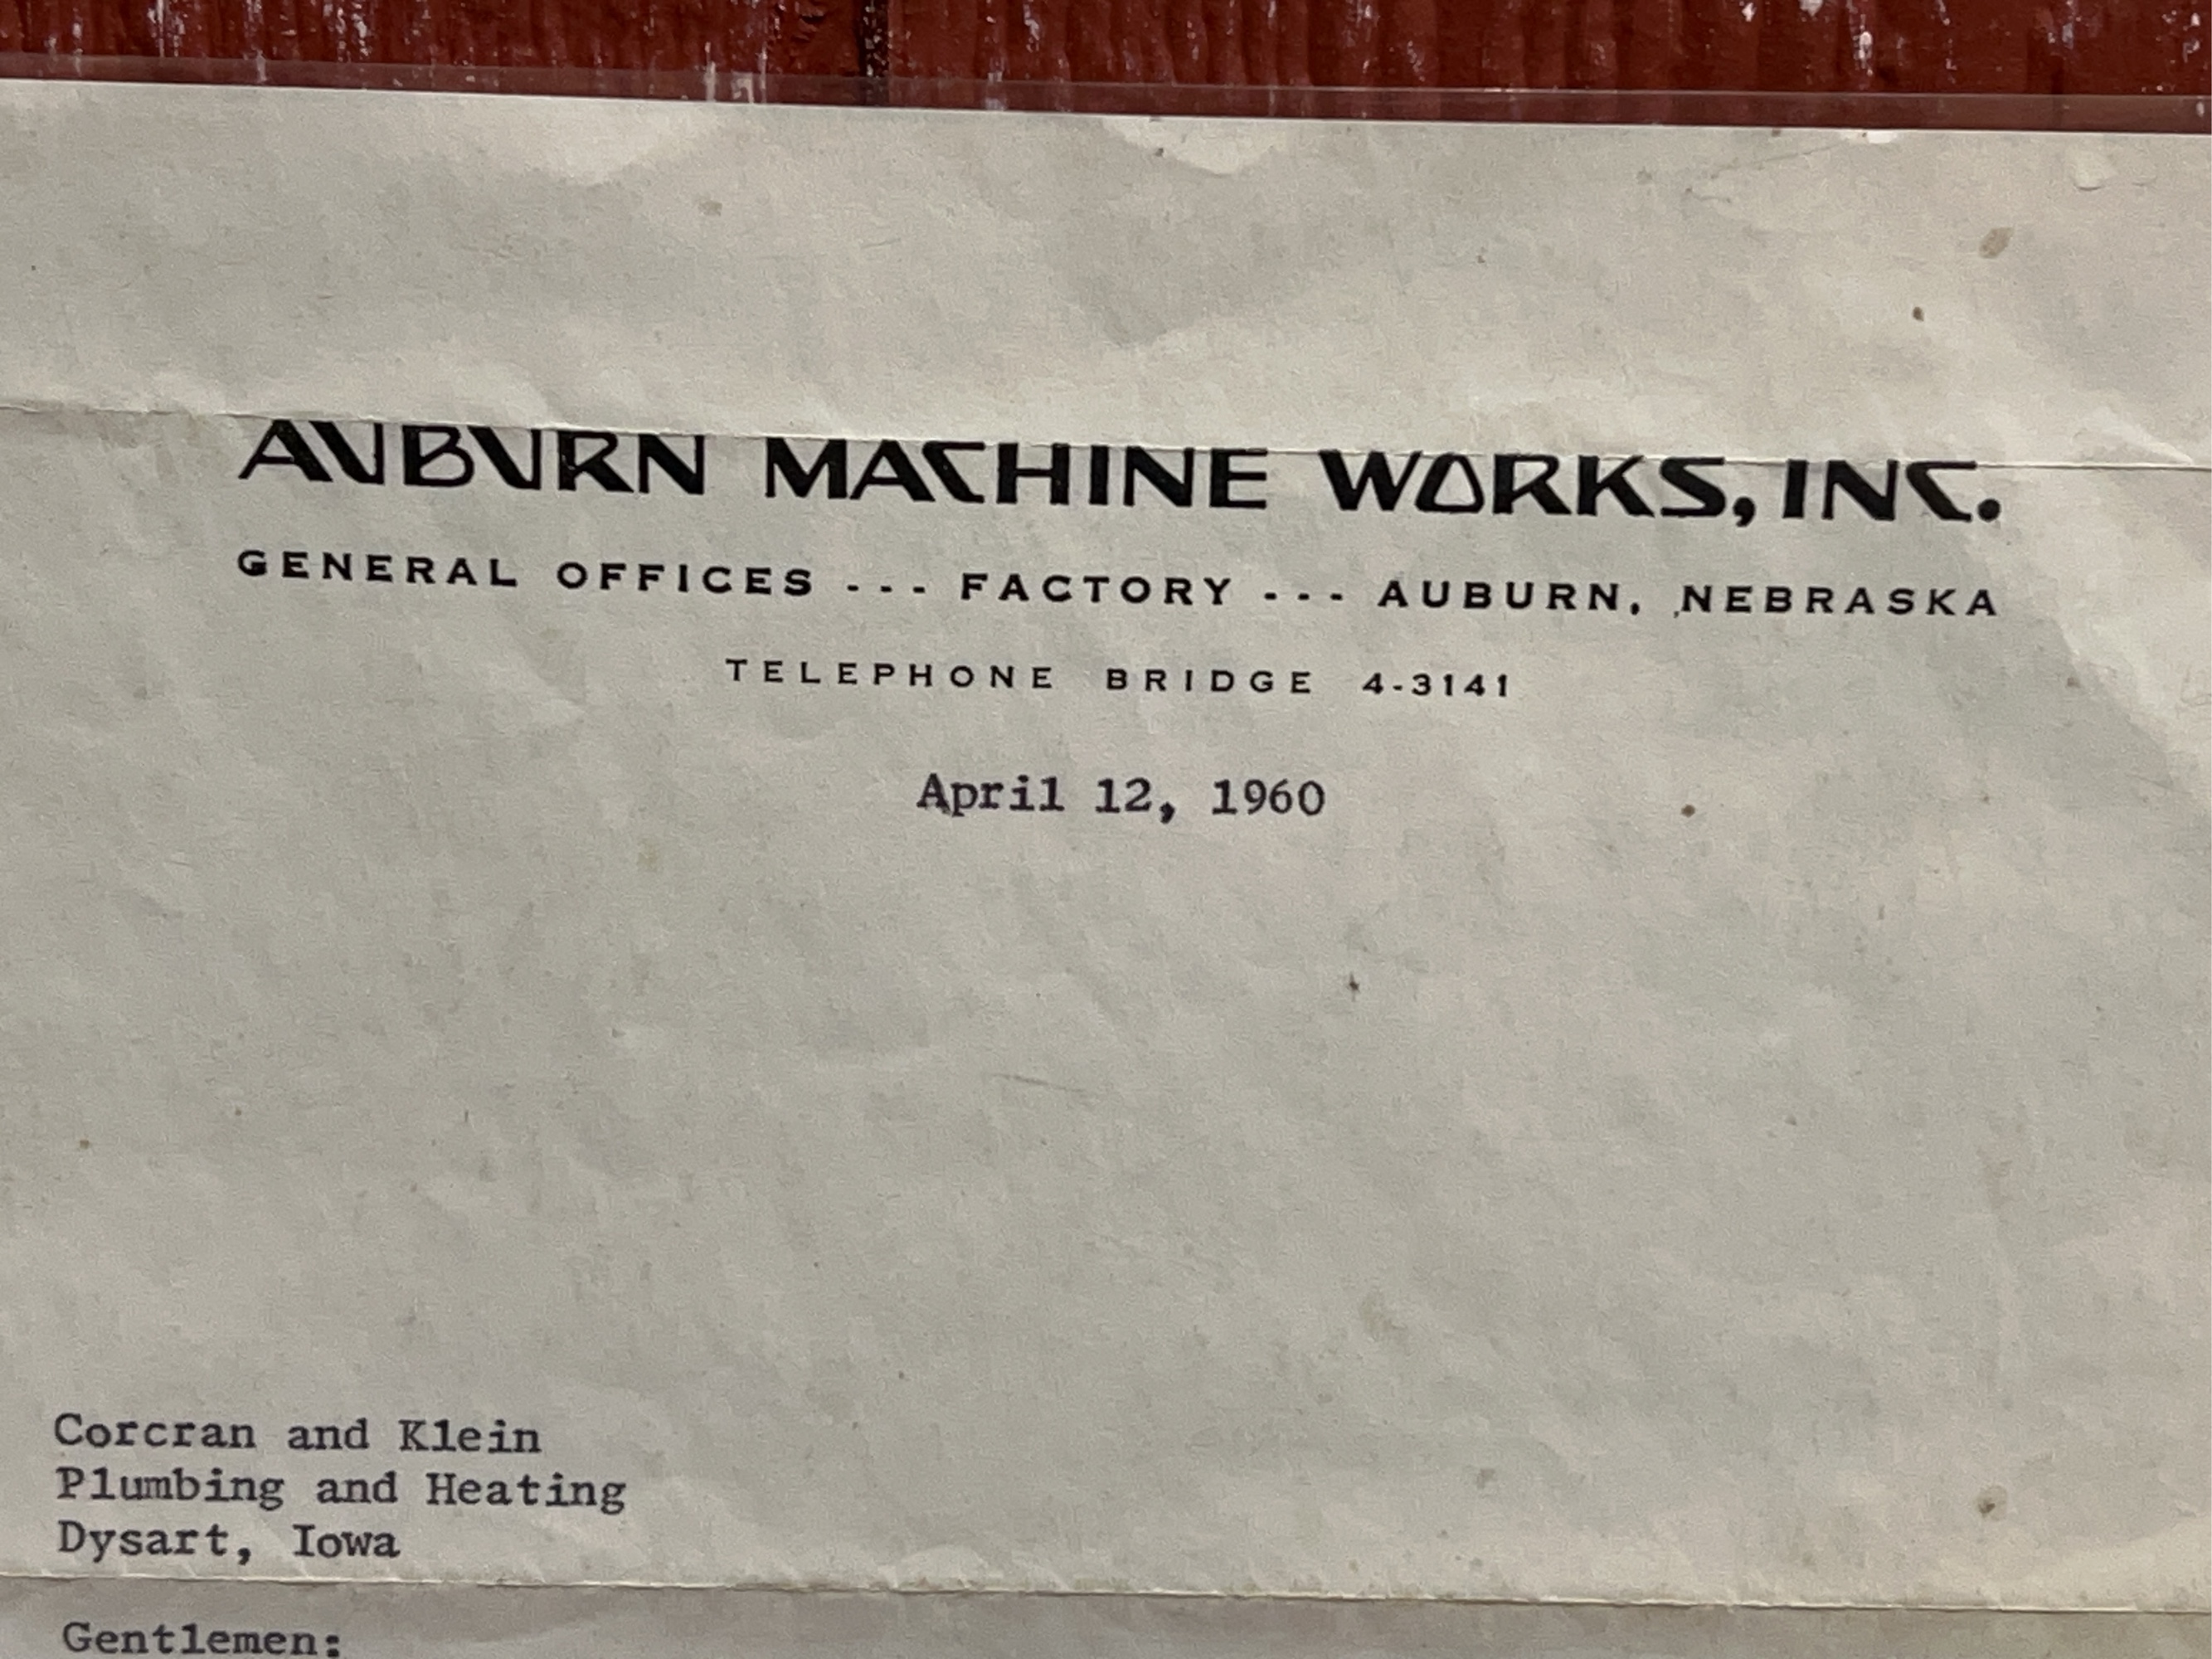 AUBURN MACHINE WORKS, INC.
GENERAL OFFICES --- FACTORY --- AUBURN, NEBRASKA
TELEPHONE BRIDGE 4-3141
April 12, 1960
Corcran and Klein
Plumbing and Heating
Dysart, Iowa
Gentlemen: